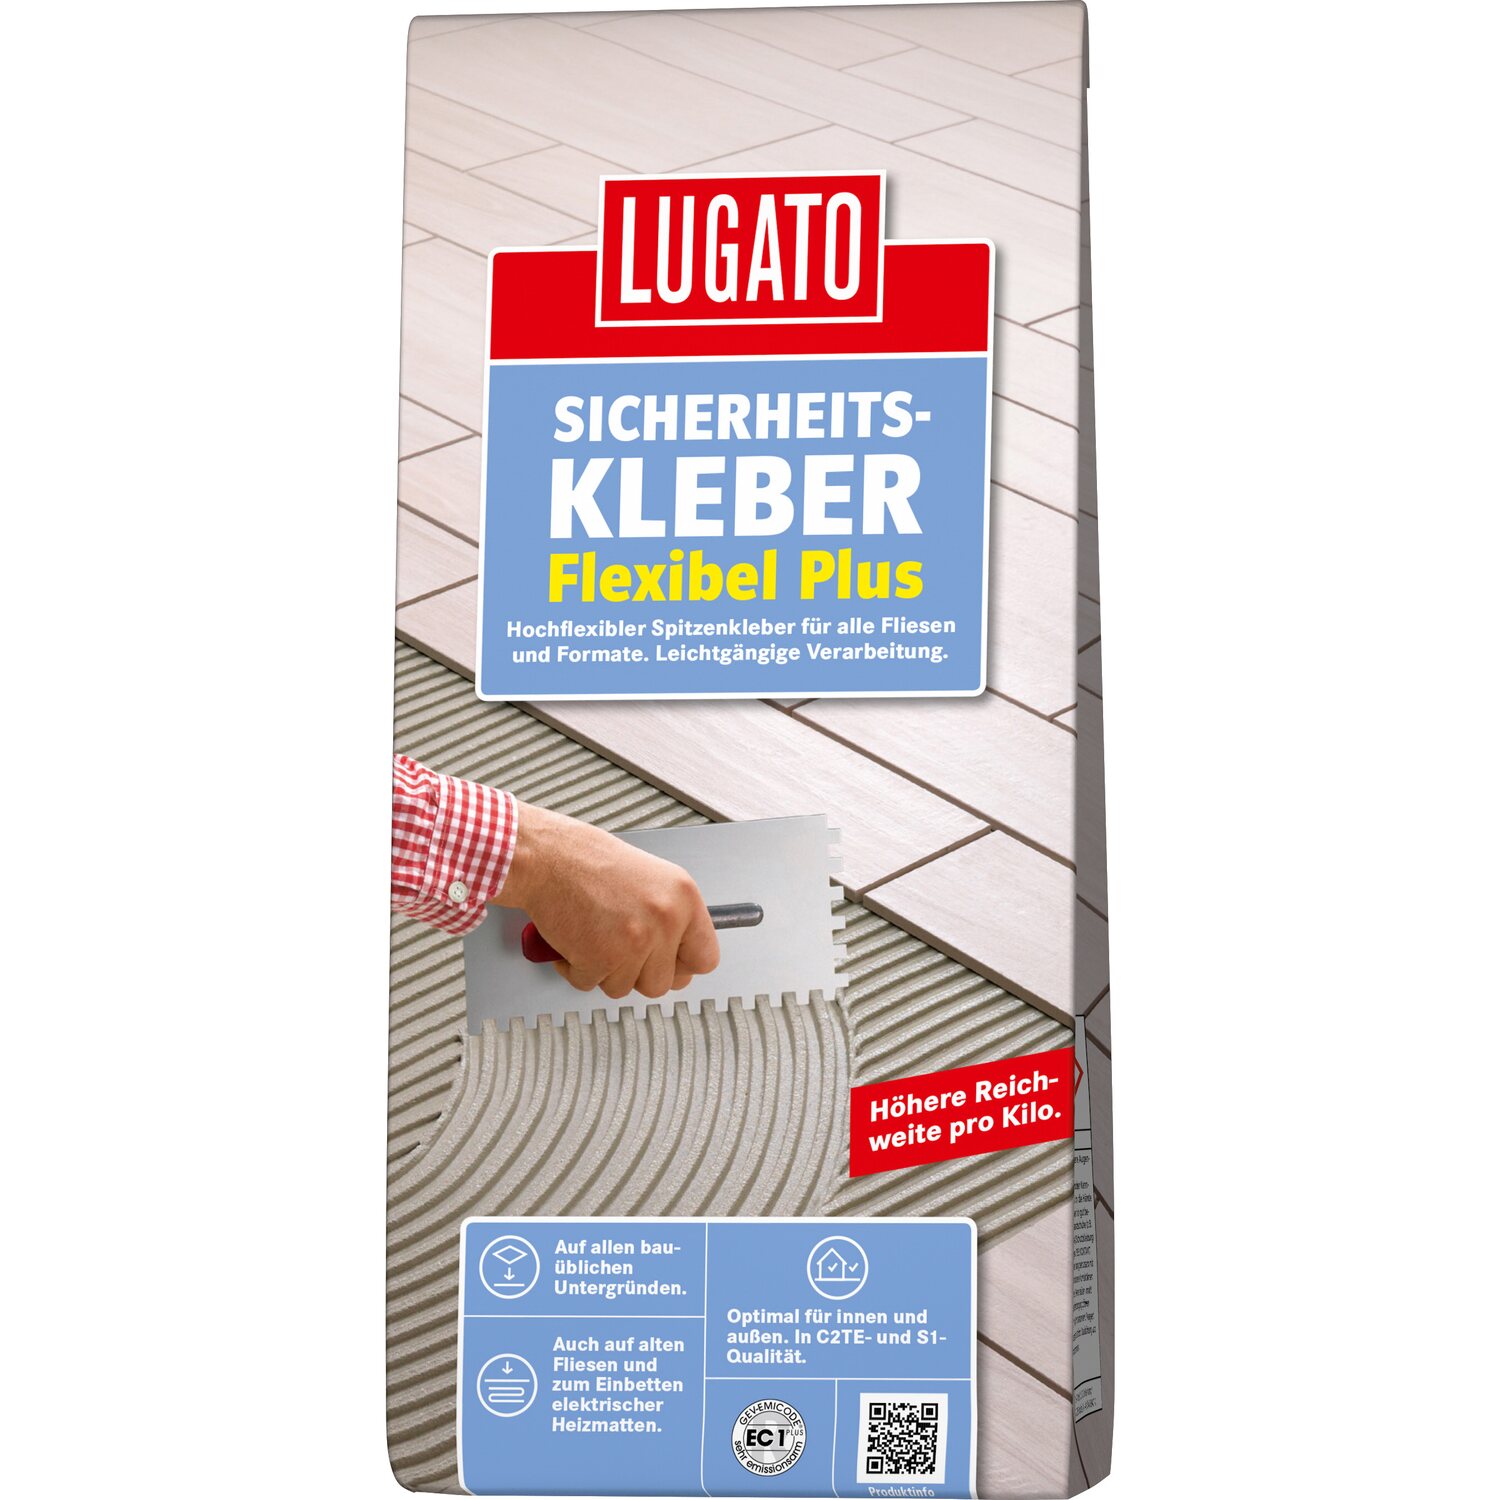 LUGATO
SICHERHEITS-
KLEBER
Flexibel Plus
Hochflexibler Spitzenkleber für alle Fliesen
und Formate. Leichtgängige Verarbeitung.
Höhere Reich-
weite pro Kilo.
Auf allen bau-
üblichen
Untergründen.
Auch auf alten
Fliesen und
zum Einbetten
elektrischer
Heizmatten.
Optimal für innen und
außen. In C2TE- und S1-
Qualität.
GEV-EMICODE®
EC 1 PLUS
sehr emissionsarm
Produktinfo